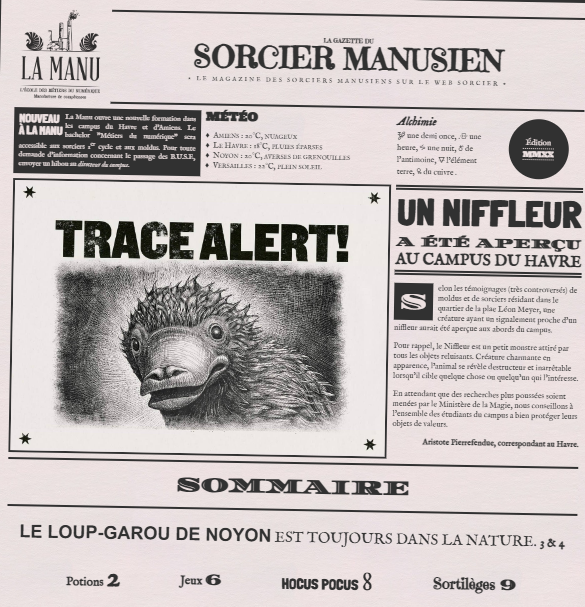 LA MANU
L'ÉCOLE DES MÉTIERS DU NUMÉRIQUE
Manufacture de compétences
LA GAZETTE DU
SORCIER MANUSIEN
• LE MAGAZINE DES SORCIERS MANUSIENS SUR LE WEB SORCIER •
NOUVEAU
À LA MANU
La Manu ouvre une nouvelle formation dans
les campus du Havre et d'Amiens. Le
bachelor "Métiers du numérique" sera
accessible aux sorciers 1er cycle et aux moldus. Pour toute
demande d'information concernant le passage des B.U.S.E,
envoyer un hibou au directeur du campus.
MÉTÉO
♦ AMIENS : 20°C, NUAGEUX
♦ LE HAVRE : 18°C, PLUIES ÉPARSES
♦ NOYON : 20°C, AVERSES DE GRENOUILLES
♦ VERSAILLES : 22°C, PLEIN SOLEIL
Alchimie
une demi once, une
heure, une nuit, de
l'antimoine, l'élément
terre, du cuivre.
Édition
MMXX
TRACE ALERT!
UN NIFFLEUR
A ÉTÉ APERÇU
AU CAMPUS DU HAVRE
Selon les témoignages (très controversés) de
moldus et de sorciers résidant dans le
quartier de la place Léon Meyer, une
créature ayant un signalement proche d'un
niffleur aurait été aperçue aux abords du campus.
Pour rappel, le Niffleur est un petit monstre attiré par
tous les objets reluisants. Créature charmante en
apparence, l'animal se révèle destructeur et inarrêtable
lorsqu'il cible quelque chose ou quelqu'un qui l'intéresse.
En attendant que des recherches plus poussées soient
menées par le Ministère de la Magie, nous conseillons à
l'ensemble des étudiants du campus a bien protéger leurs
objets de valeurs.
Aristote Pierrefendue, correspondant au Havre.
SOMMAIRE
LE LOUP-GAROU DE NOYON EST TOUJOURS DANS LA NATURE. 3 & 4
Potions 2 Jeux 6 HOCUS POCUS 8 Sortilèges 9